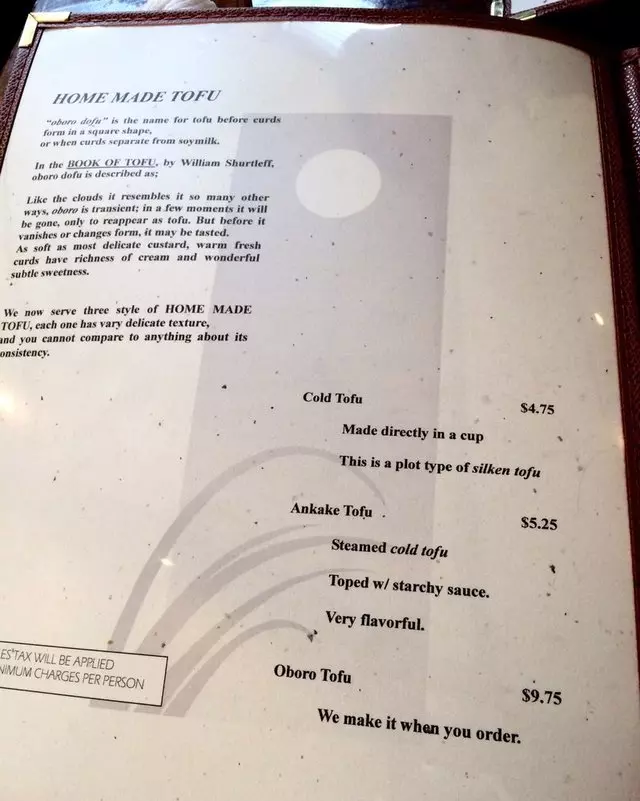 HOME MADE TOFU
"oboro dofu" is the name for tofu before curds
form in a square shape,
or when curds separate from soymilk.
In the BOOK OF TOFU, by William Shurtleff,
oboro dofu is described as;
Like the clouds it resembles it so many other
ways, oboro is transient; in a few moments it will
be gone, only to reappear as tofu. But before it
vanishes or changes form, it may be tasted.
As soft as most delicate custard, warm fresh
curds have richness of cream and wonderful
subtle sweetness.
We now serve three style of HOME MADE
TOFU, each one has vary delicate texture,
and you cannot compare to anything about its
onsistency.
Cold Tofu $4.75
Made directly in a cup
This is a plot type of silken tofu
Ankake Tofu $5.25
Steamed cold tofu
Toped w/ starchy sauce.
Very flavorful.
Oboro Tofu $9.75
We make it when you order.
ES TAX WILL BE APPLIED
NIMUM CHARGES PER PERSON